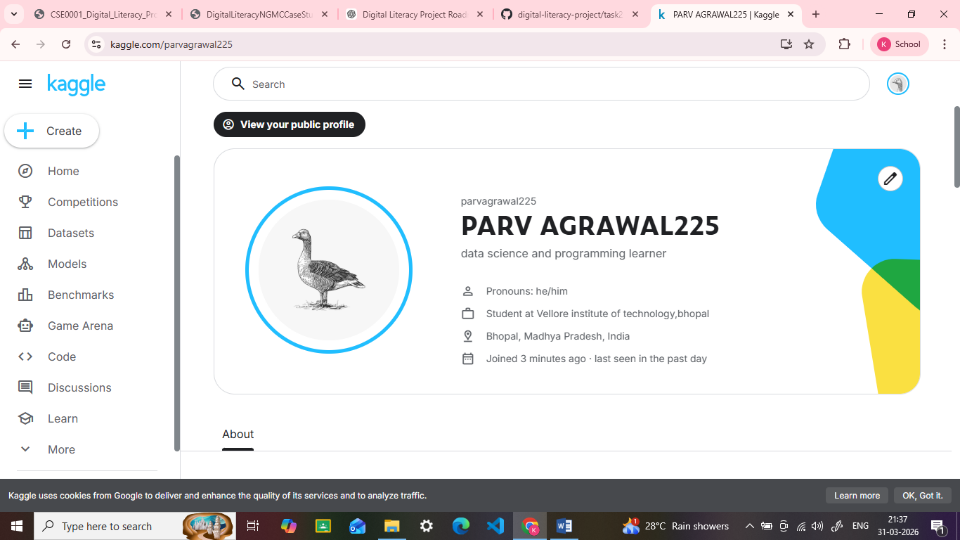 CSE0001_Digital_Literacy_Pr
DigitalLiteracyNGMCCaseStu
Digital Literacy Project Road
digital-literacy-project/task2
PARV AGRAWAL225 | Kaggle
kaggle.com/parvagrawal225
K School
kaggle
Search
View your public profile
Create
Home
Competitions
Datasets
Models
Benchmarks
Game Arena
Code
Discussions
Learn
More
parvagrawal225
PARV AGRAWAL225
data science and programming learner
Pronouns: he/him
Student at Vellore institute of technology,bhopal
Bhopal, Madhya Pradesh, India
Joined 3 minutes ago · last seen in the past day
About
Kaggle uses cookies from Google to deliver and enhance the quality of its services and to analyze traffic.
Learn more
OK, Got it.
Type here to search
28°C Rain showers
ENG
21:37
31-03-2026
1